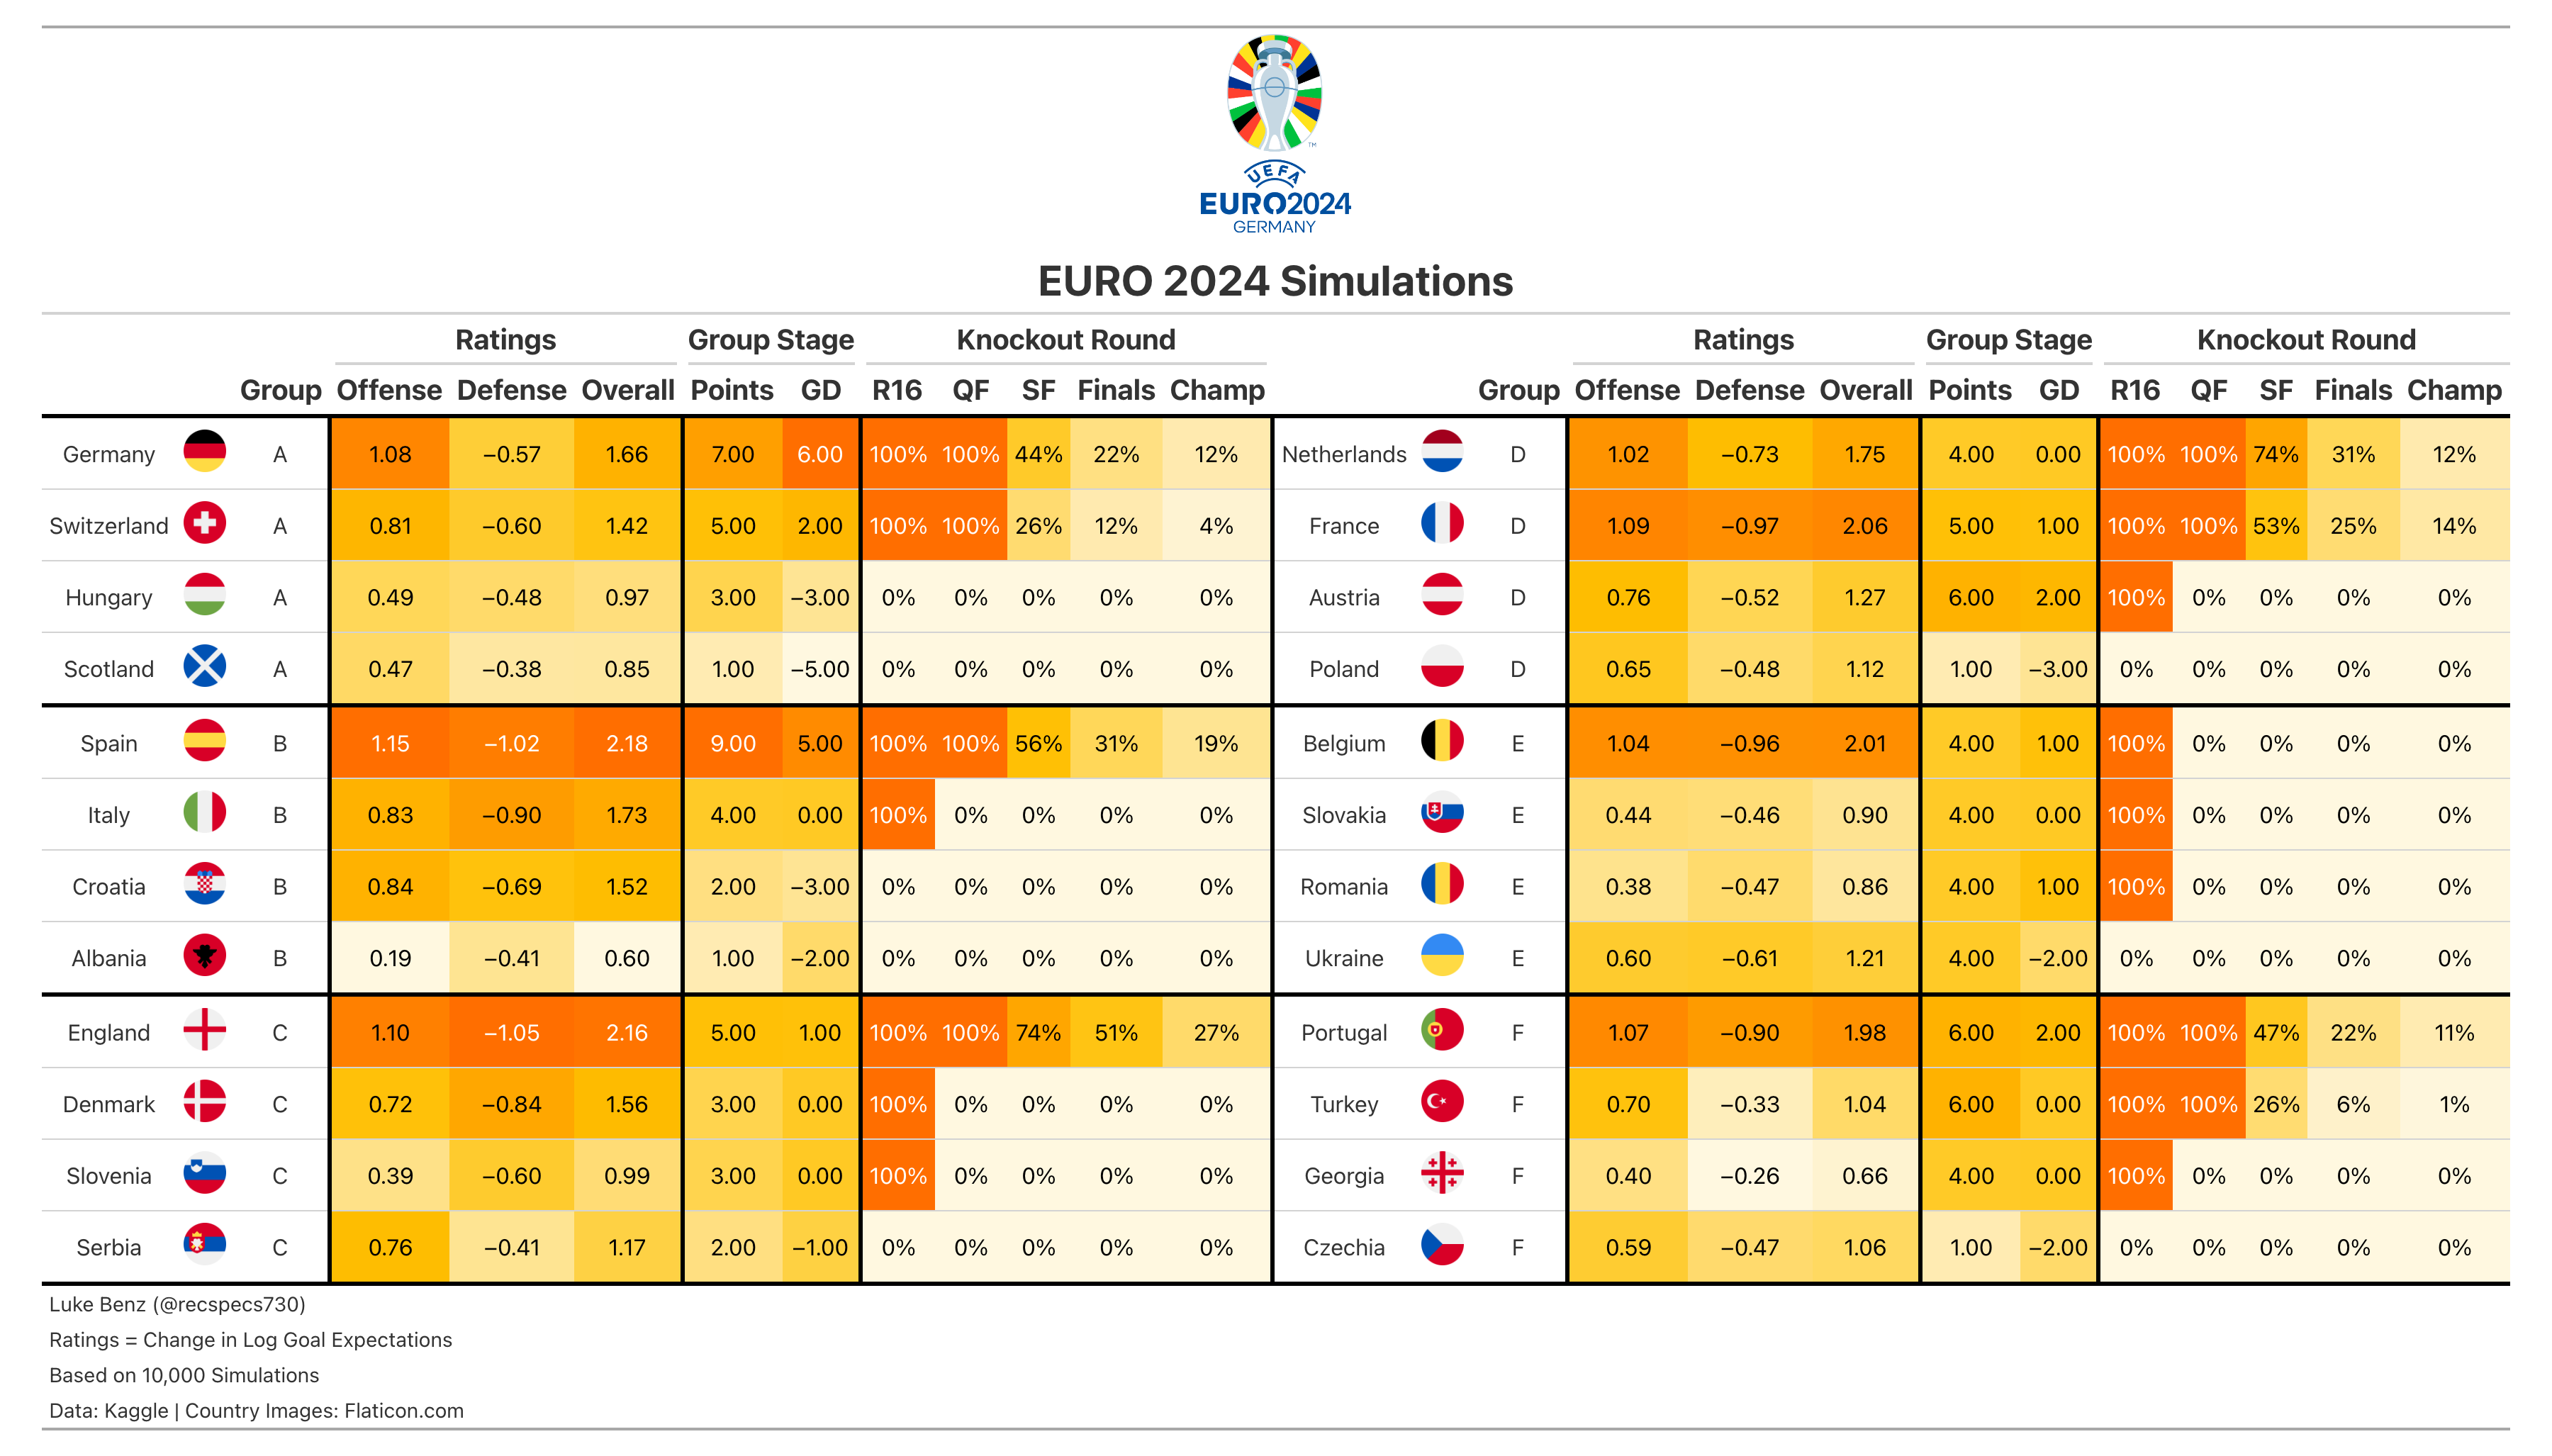 TM
UEFA
EURO2024
GERMANY
EURO 2024 Simulations
Ratings Group Stage Knockout Round Ratings Group Stage Knockout Round
Group Offense Defense Overall Points GD R16 QF SF Finals Champ Group Offense Defense Overall Points GD R16 QF SF Finals Champ
Germany A 1.08 −0.57 1.66 7.00 6.00 100% 100% 44% 22% 12% Netherlands D 1.02 −0.73 1.75 4.00 0.00 100% 100% 74% 31% 12%
Switzerland A 0.81 −0.60 1.42 5.00 2.00 100% 100% 26% 12% 4% France D 1.09 −0.97 2.06 5.00 1.00 100% 100% 53% 25% 14%
Hungary A 0.49 −0.48 0.97 3.00 −3.00 0% 0% 0% 0% 0% Austria D 0.76 −0.52 1.27 6.00 2.00 100% 0% 0% 0% 0%
Scotland A 0.47 −0.38 0.85 1.00 −5.00 0% 0% 0% 0% 0% Poland D 0.65 −0.48 1.12 1.00 −3.00 0% 0% 0% 0% 0%
Spain B 1.15 −1.02 2.18 9.00 5.00 100% 100% 56% 31% 19% Belgium E 1.04 −0.96 2.01 4.00 1.00 100% 0% 0% 0% 0%
Italy B 0.83 −0.90 1.73 4.00 0.00 100% 0% 0% 0% 0% Slovakia E 0.44 −0.46 0.90 4.00 0.00 100% 0% 0% 0% 0%
Croatia B 0.84 −0.69 1.52 2.00 −3.00 0% 0% 0% 0% 0% Romania E 0.38 −0.47 0.86 4.00 1.00 100% 0% 0% 0% 0%
Albania B 0.19 −0.41 0.60 1.00 −2.00 0% 0% 0% 0% 0% Ukraine E 0.60 −0.61 1.21 4.00 −2.00 0% 0% 0% 0% 0%
England C 1.10 −1.05 2.16 5.00 1.00 100% 100% 74% 51% 27% Portugal F 1.07 −0.90 1.98 6.00 2.00 100% 100% 47% 22% 11%
Denmark C 0.72 −0.84 1.56 3.00 0.00 100% 0% 0% 0% 0% Turkey F 0.70 −0.33 1.04 6.00 0.00 100% 100% 26% 6% 1%
Slovenia C 0.39 −0.60 0.99 3.00 0.00 100% 0% 0% 0% 0% Georgia F 0.40 −0.26 0.66 4.00 0.00 100% 0% 0% 0% 0%
Serbia C 0.76 −0.41 1.17 2.00 −1.00 0% 0% 0% 0% 0% Czechia F 0.59 −0.47 1.06 1.00 −2.00 0% 0% 0% 0% 0%
Luke Benz (@recspecs730)
Ratings = Change in Log Goal Expectations
Based on 10,000 Simulations
Data: Kaggle | Country Images: Flaticon.com